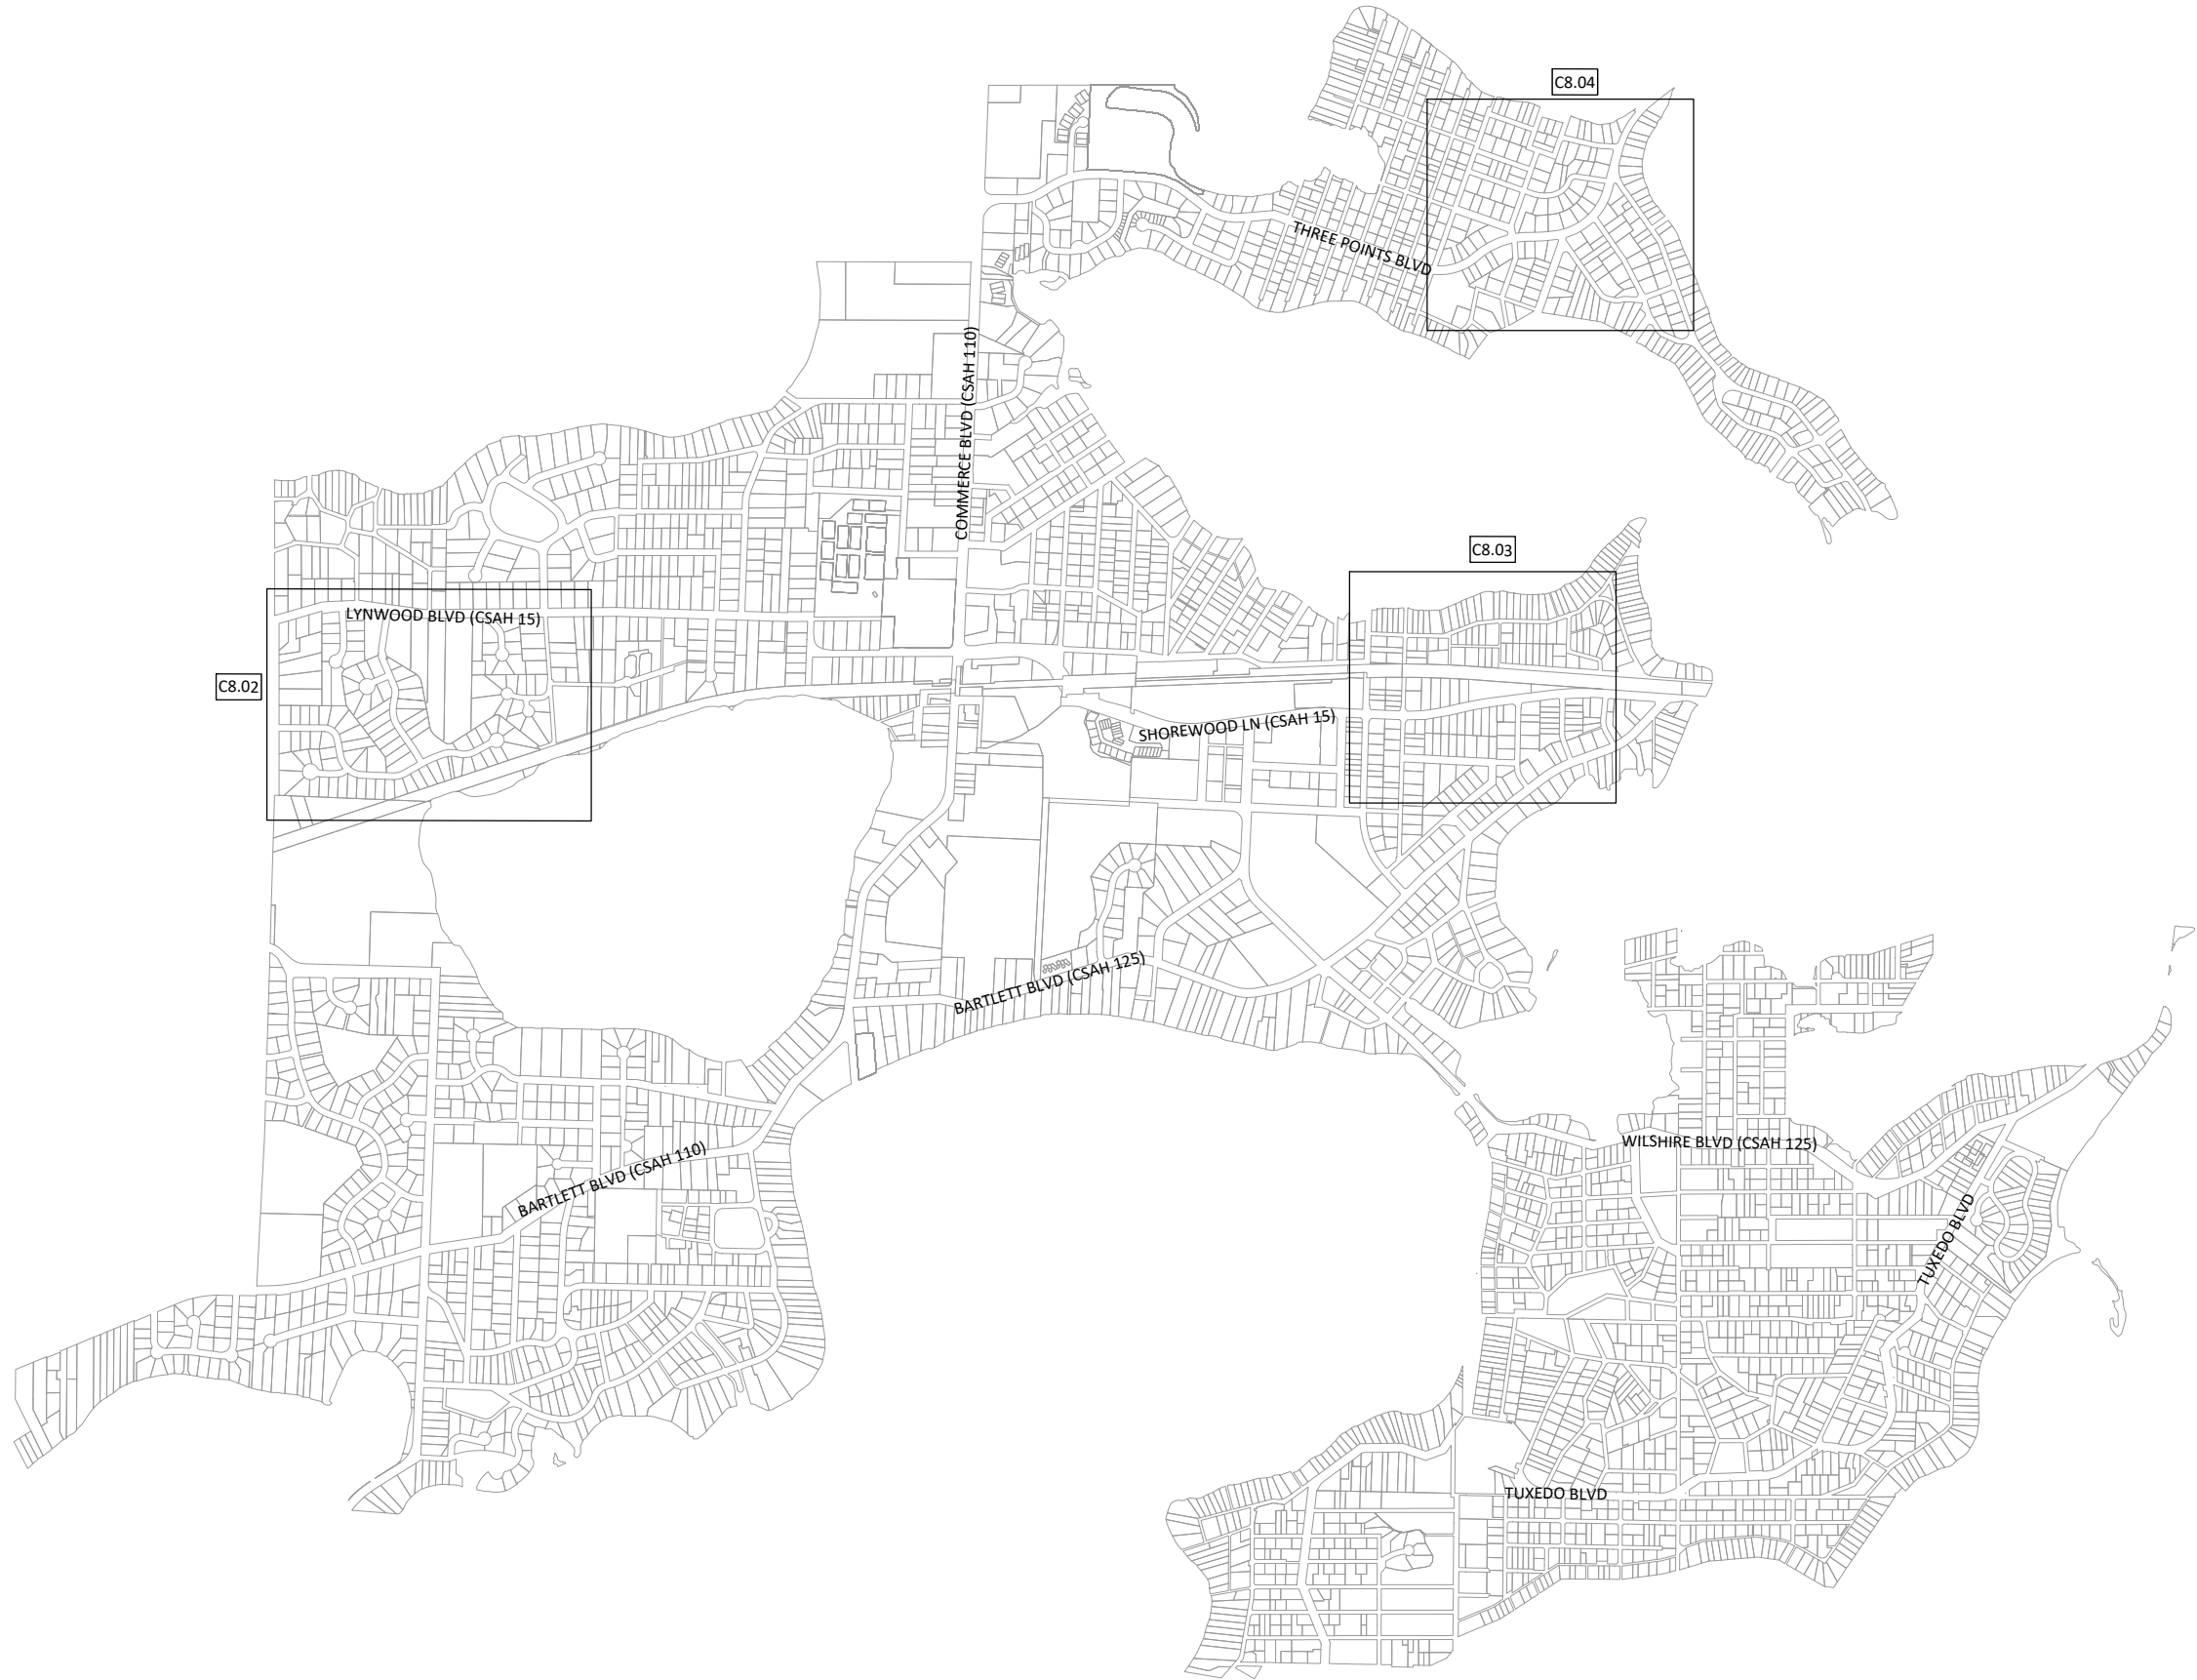 C8.04
THREE POINTS BLVD
COMMERCE BLVD (CSAH 110)
C8.03
LYNWOOD BLVD (CSAH 15)
C8.02
SHOREWOOD LN (CSAH 15)
BARTLETT BLVD (CSAH 125)
WILSHIRE BLVD (CSAH 125)
BARTLETT BLVD (CSAH 110)
TUXEDO BLVD
TUXEDO BLVD